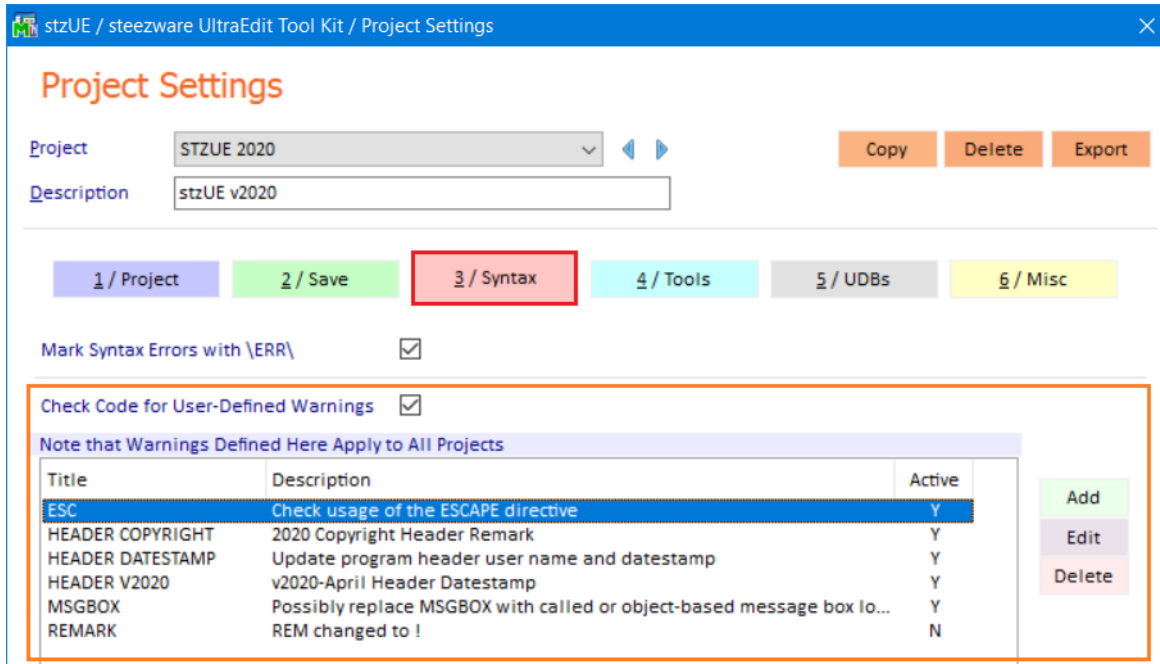 stzUE / steezware UltraEdit Tool Kit / Project Settings
Project Settings
Project STZUE 2020 Copy Delete Export
Description stzUE v2020
1 / Project 2 / Save 3 / Syntax 4 / Tools 5 / UDBs 6 / Misc
Mark Syntax Errors with \ERR\
Check Code for User-Defined Warnings
Note that Warnings Defined Here Apply to All Projects
Title Description Active
ESC Check usage of the ESCAPE directive Y
HEADER COPYRIGHT 2020 Copyright Header Remark Y
HEADER DATESTAMP Update program header user name and datestamp Y
HEADER V2020 v2020-April Header Datestamp Y
MSGBOX Possibly replace MSGBOX with called or object-based message box lo... Y
REMARK REM changed to ! N
Add
Edit
Delete